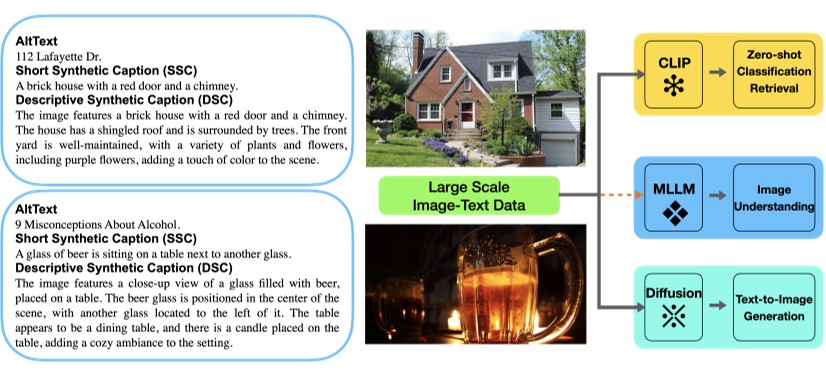 AltText
112 Lafayette Dr.
Short Synthetic Caption (SSC)
A brick house with a red door and a chimney.
Descriptive Synthetic Caption (DSC)
The image features a brick house with a red door and a chimney.
The house has a shingled roof and is surrounded by trees. The front
yard is well-maintained, with a variety of plants and flowers,
including purple flowers, adding a touch of color to the scene.
AltText
9 Misconceptions About Alcohol.
Short Synthetic Caption (SSC)
A glass of beer is sitting on a table next to another glass.
Descriptive Synthetic Caption (DSC)
The image features a close-up view of a glass filled with beer,
placed on a table. The beer glass is positioned in the center of the
scene, with another glass located to the left of it. The table
appears to be a dining table, and there is a candle placed on the
table, adding a cozy ambiance to the setting.
Large Scale
Image-Text Data
CLIP
Zero-shot
Classification
Retrieval
MLLM
Image
Understanding
Diffusion
Text-to-Image
Generation